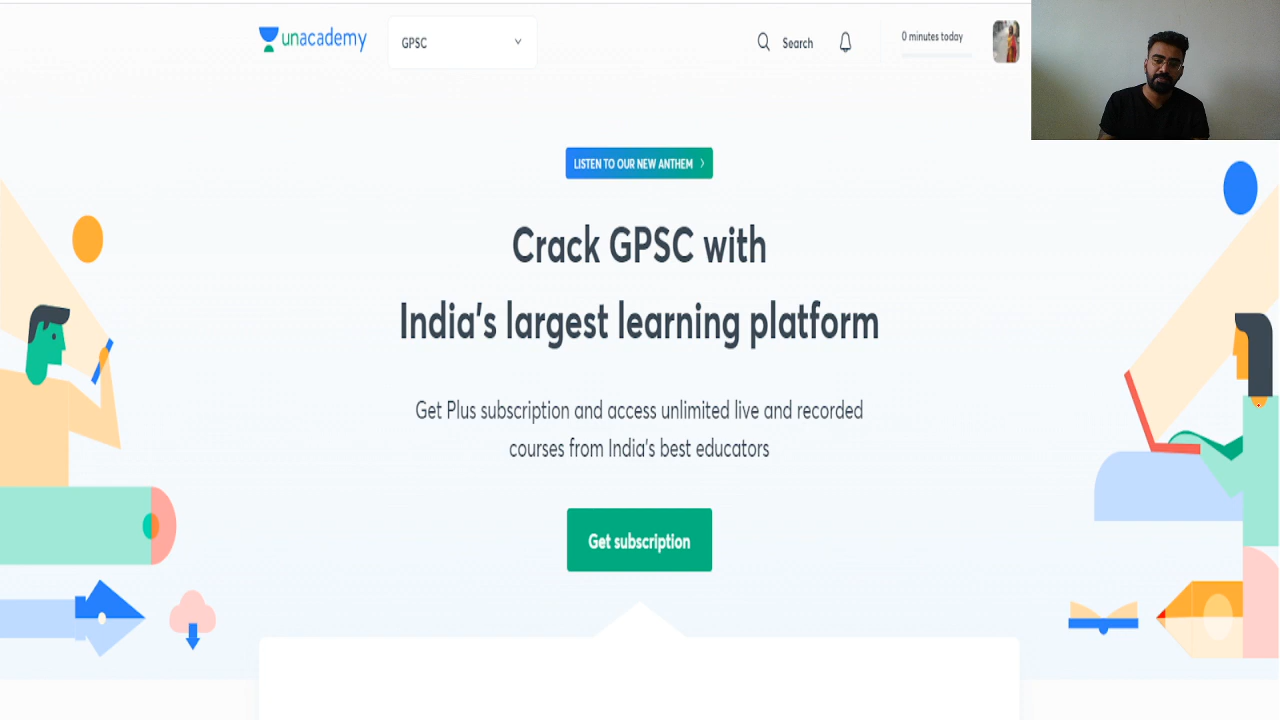 unacademy
GPSC
Search
0 minutes today
LISTEN TO OUR NEW ANTHEM
Crack GPSC with
India's largest learning platform
Get Plus subscription and access unlimited live and recorded
courses from India's best educators
Get subscription